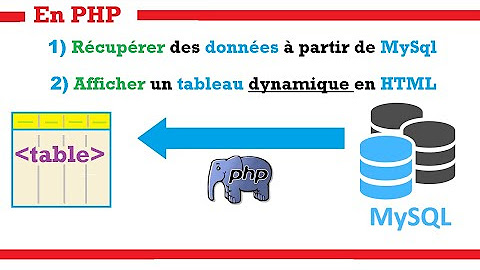 En PHP
1) Récupérer des données à partir de MySql
2) Afficher un tableau dynamique en HTML
<table>
php
MySQL